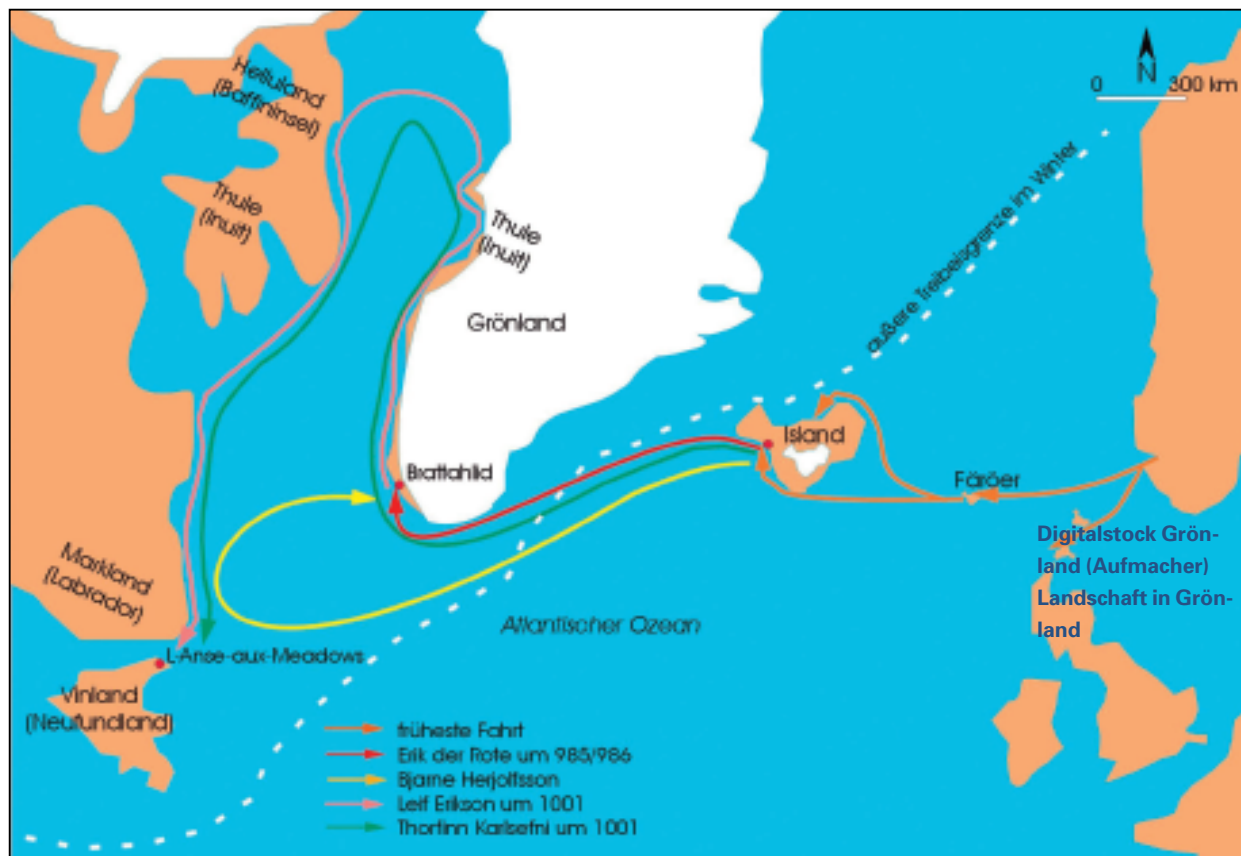 Helluland
(Baffininsel)
Thule
(Inuit)
Thule
(Inuit)
Grönland
0 300 km
N
äußere Treibeisgrenze im Winter
Island
Färöer
Brattahlid
Digitalstock Grön-
land (Aufmacher)
Landschaft in Grön-
land
Markland
(Labrador)
Atlantischer Ozean
L-Anse-aux-Meadows
Vinland
(Neufundland)
früheste Fahrt
Erik der Rote um 985/986
Bjarne Herjolfsson
Leif Erikson um 1001
Thorfinn Karlsefni um 1001